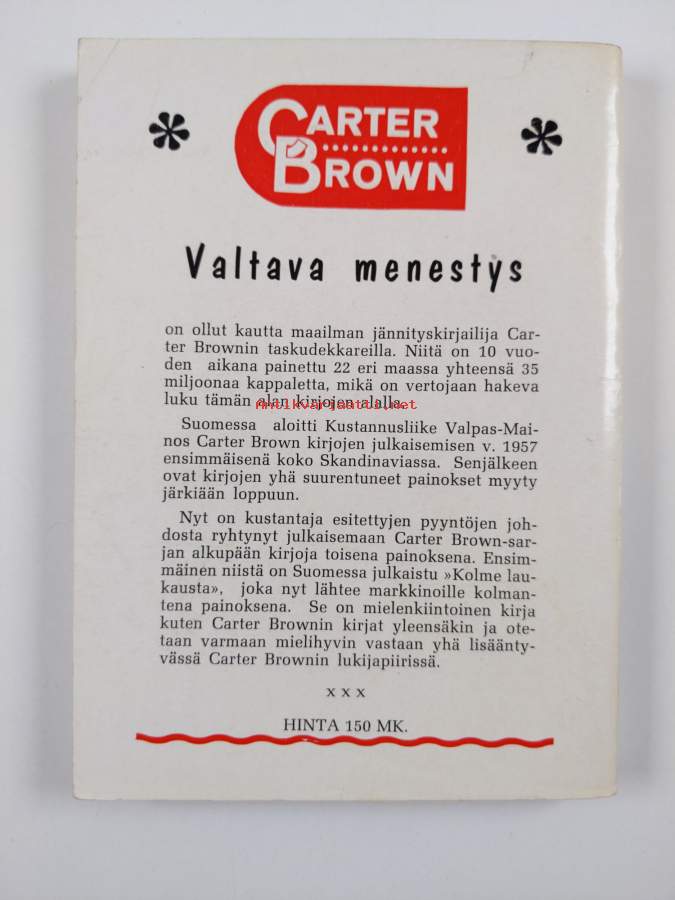 CARTER
BROWN
Valtava menestys
on ollut kautta maailman jännityskirjailija Car-
ter Brownin taskudekkareilla. Niitä on 10 vuo-
den aikana painettu 22 eri maassa yhteensä 35
miljoonaa kappaletta, mikä on vertojaan hakeva
luku tämän alan kirjojen alalla.
Antikvariaatti.net
Suomessa aloitti Kustannusliike Valpas-Mai-
nos Carter Brown kirjojen julkaisemisen v. 1957
ensimmäisenä koko Skandinaviassa. Senjälkeen
ovat kirjojen yhä suurentuneet painokset myyty
järkiään loppuun.
Nyt on kustantaja esitettyjen pyyntöjen joh-
dosta ryhtynyt julkaisemaan Carter Brown-sar-
jan alkupään kirjoja toisena painoksena. Ensim-
mäinen niistä on Suomessa julkaistu »Kolme lau-
kausta», joka nyt lähtee markkinoille kolman-
tena painoksena. Se on mielenkiintoinen kirja
kuten Carter Brownin kirjat yleensäkin ja ote-
taan varmaan mielihyvin vastaan yhä lisäänty-
vässä Carter Brownin lukijapiirissä.
x x x
HINTA 150 MK.